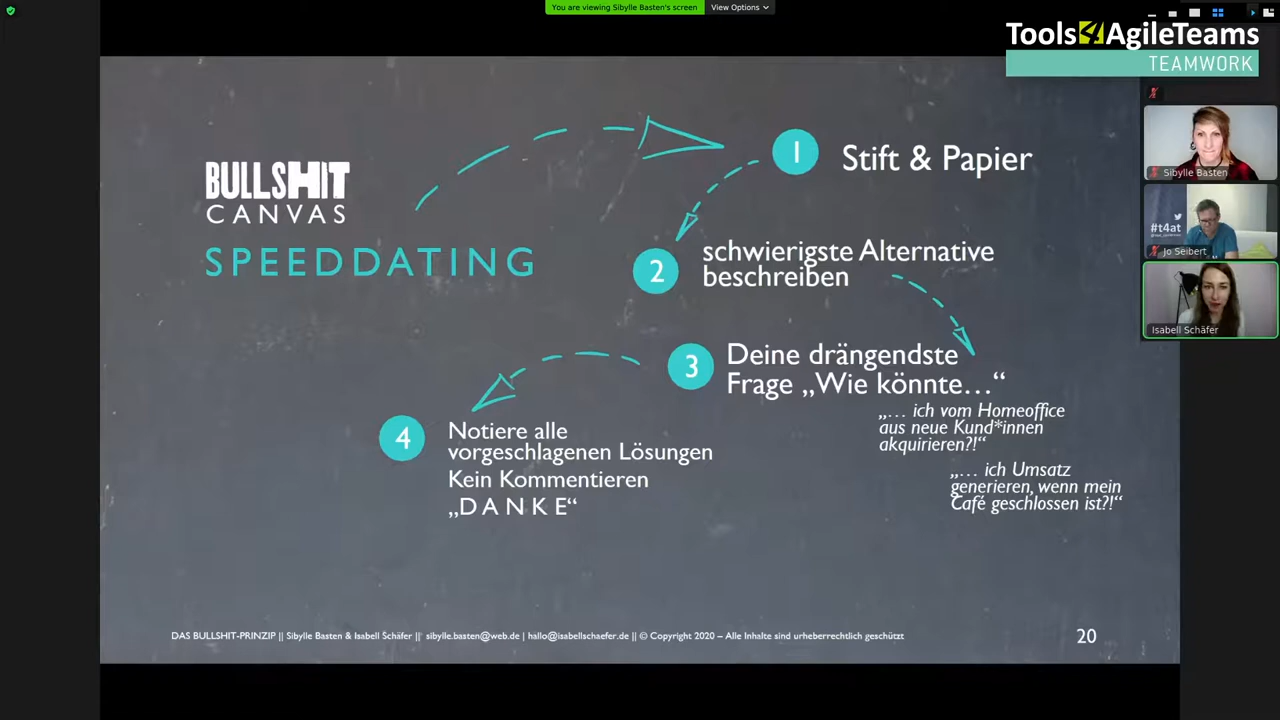 You are viewing Sibylle Basten's screen
View Options
Tools4AgileTeams
TEAMWORK
BULLSHIT
CANVAS
SPEEDDATING
1
Stift & Papier
2
schwierigste Alternative
beschreiben
3
Deine drängendste
Frage „Wie könnte…“
„… ich vom Homeoffice
aus neue Kund*innen
akquirieren?!“
„… ich Umsatz
generieren, wenn mein
Café geschlossen ist?!“
4
Notiere alle
vorgeschlagenen Lösungen
Kein Kommentieren
„D A N K E“
Sibylle Basten
#t4at
Jo Seibert
Isabell Schäfer
DAS BULLSHIT-PRINZIP || Sibylle Basten & Isabell Schäfer || sibylle.basten@web.de | hallo@isabellschaefer.de || © Copyright 2020 – Alle Inhalte sind urheberrechtlich geschützt
20